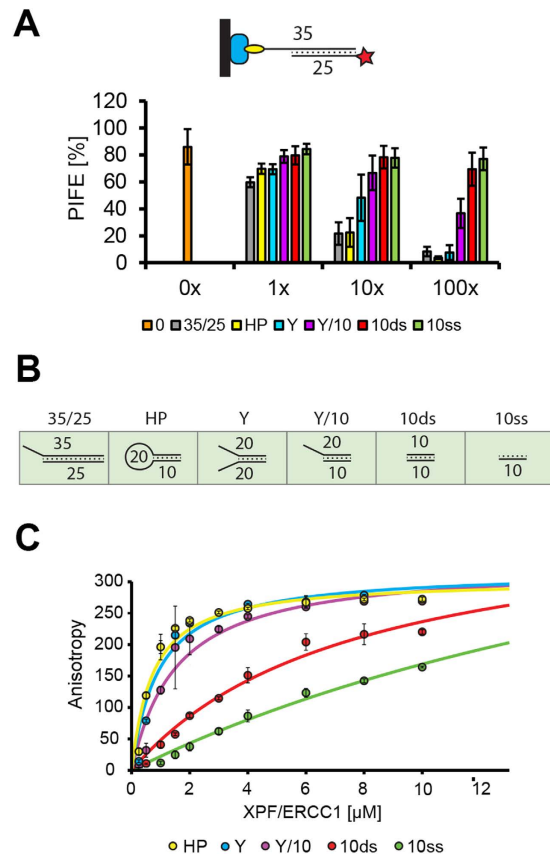 A
35
25
PIFE [%]
120
100
80
60
40
20
0
0x 1x 10x 100x
0 35/25 HP Y Y/10 10ds 10ss
B
35/25 HP Y Y/10 10ds 10ss
35 20 20 20 10
25 10 20 10 10 10
C
Anisotropy
300
250
200
150
100
50
0
0 2 4 6 8 10 12
XPF/ERCC1 [µM]
HP Y Y/10 10ds 10ss